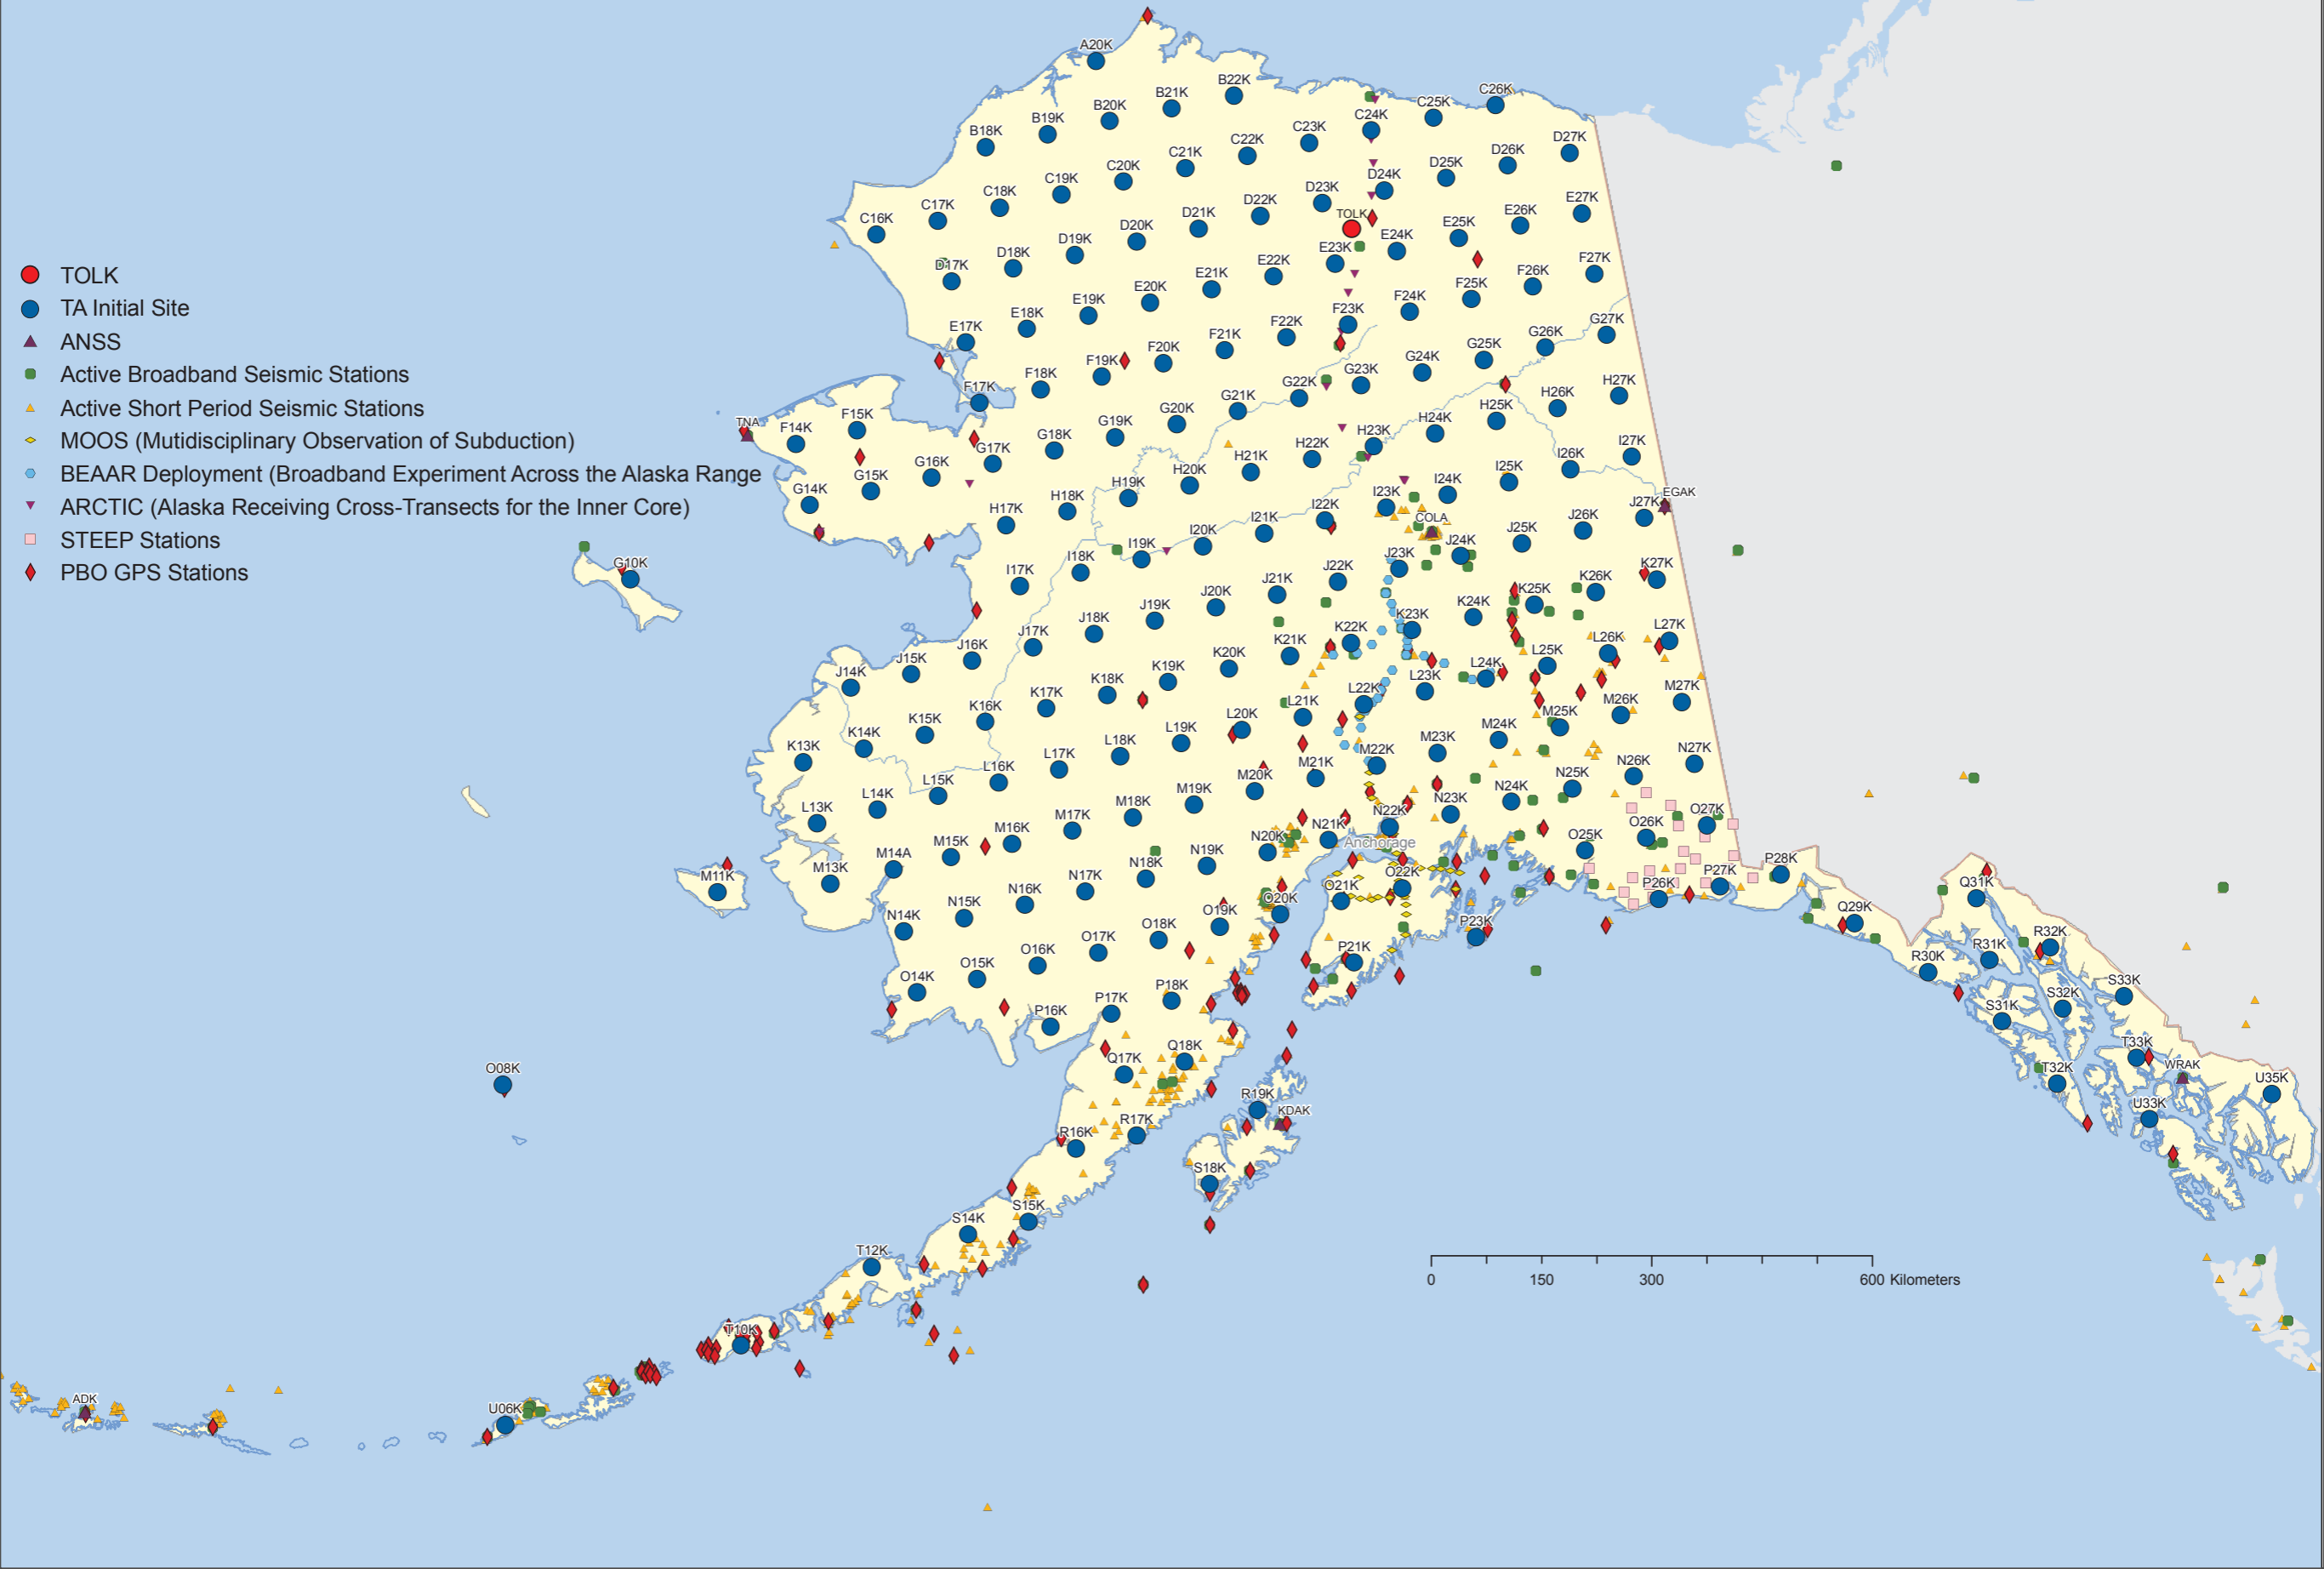 A20K
B22K
B21K
C26K
B20K
C25K
B19K
C24K
B18K
C23K
D27K
C22K
D26K
C21K
D25K
C20K
D24K
C19K
D23K
C18K
E27K
D22K
C17K
TOLK
E26K
D21K
C16K
E25K
D20K
E24K
D19K
E23K
D18K
F27K
D17K
E22K
F26K
TOLK
E21K
F25K
E20K
F24K
TA Initial Site
E19K
F23K
E18K
G27K
E17K
F22K
G26K
ANSS
F21K
G25K
F20K
G24K
F19K
G23K
Active Broadband Seismic Stations
F18K
G22K
H27K
F17K
G21K
H26K
Active Short Period Seismic Stations
G20K
H25K
F15K
TNA
F14K
G19K
H24K
G18K
H23K
MOOS (Mutidisciplinary Observation of Subduction)
G17K
H22K
I27K
G16K
H21K
I26K
BEAAR Deployment (Broadband Experiment Across the Alaska Range
G15K
H20K
I25K
G14K
H19K
I24K
EGAK
ARCTIC (Alaska Receiving Cross-Transects for the Inner Core)
H18K
I23K
J27K
H17K
I22K
COLA
J26K
I21K
J25K
STEEP Stations
I20K
J24K
I19K
J23K
I18K
J22K
K27K
G10K
PBO GPS Stations
I17K
J21K
K26K
J20K
K25K
J19K
K24K
J18K
K23K
J17K
K22K
L27K
J16K
K21K
L26K
J15K
K20K
L25K
J14K
K19K
L24K
K18K
L23K
K17K
L22K
M27K
K16K
L21K
M26K
K15K
L20K
M25K
K14K
L19K
M24K
K13K
L18K
M23K
L17K
M22K
N27K
L16K
M21K
N26K
L15K
M20K
N25K
L14K
M19K
N24K
L13K
M18K
N23K
M17K
N22K
O27K
M16K
N21K
O26K
M15K
N20K
O25K
Anchorage
M14A
N19K
P28K
M13K
N18K
O22K
P27K
M11K
N17K
O21K
P26K
N16K
O20K
Q31K
N15K
O19K
P23K
Q29K
N14K
O18K
R32K
O17K
P21K
R31K
O16K
R30K
O15K
P18K
S33K
O14K
P17K
S32K
P16K
S31K
Q18K
T33K
Q17K
T32K
WRAK
O08K
U35K
R19K
KDAK
U33K
R17K
R16K
S18K
S15K
S14K
T12K
0
150
300
600 Kilometers
T10K
ADK
U06K